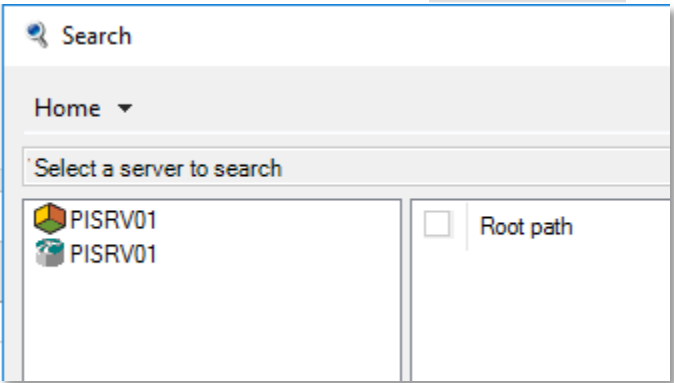 Search
Home
Select a server to search
PISRV01
PISRV01
Root path